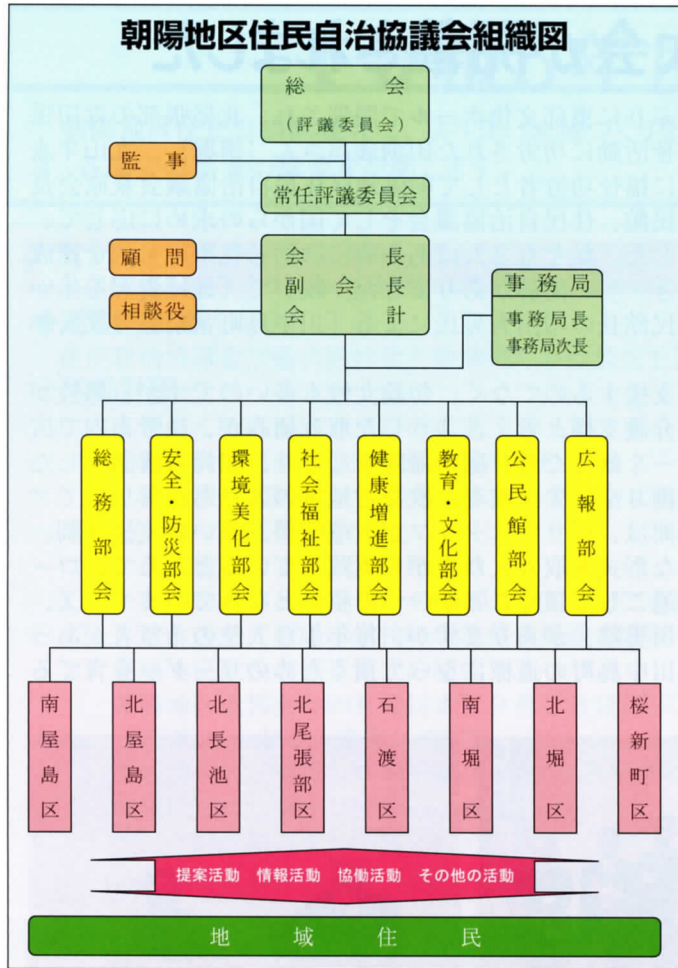 朝陽地区住民自治協議会組織図
総会
(評議委員会)
監事
常任評議委員会
顧問
相談役
会長
副会長
会計
事務局
事務局長
事務局次長
総務部会
安全・防災部会
環境美化部会
社会福祉部会
健康増進部会
教育・文化部会
公民館部会
広報部会
南屋島区
北屋島区
北長池区
北尾張部区
石渡区
南堀区
北堀区
桜新町区
提案活動 情報活動 協働活動 その他の活動
地域住民